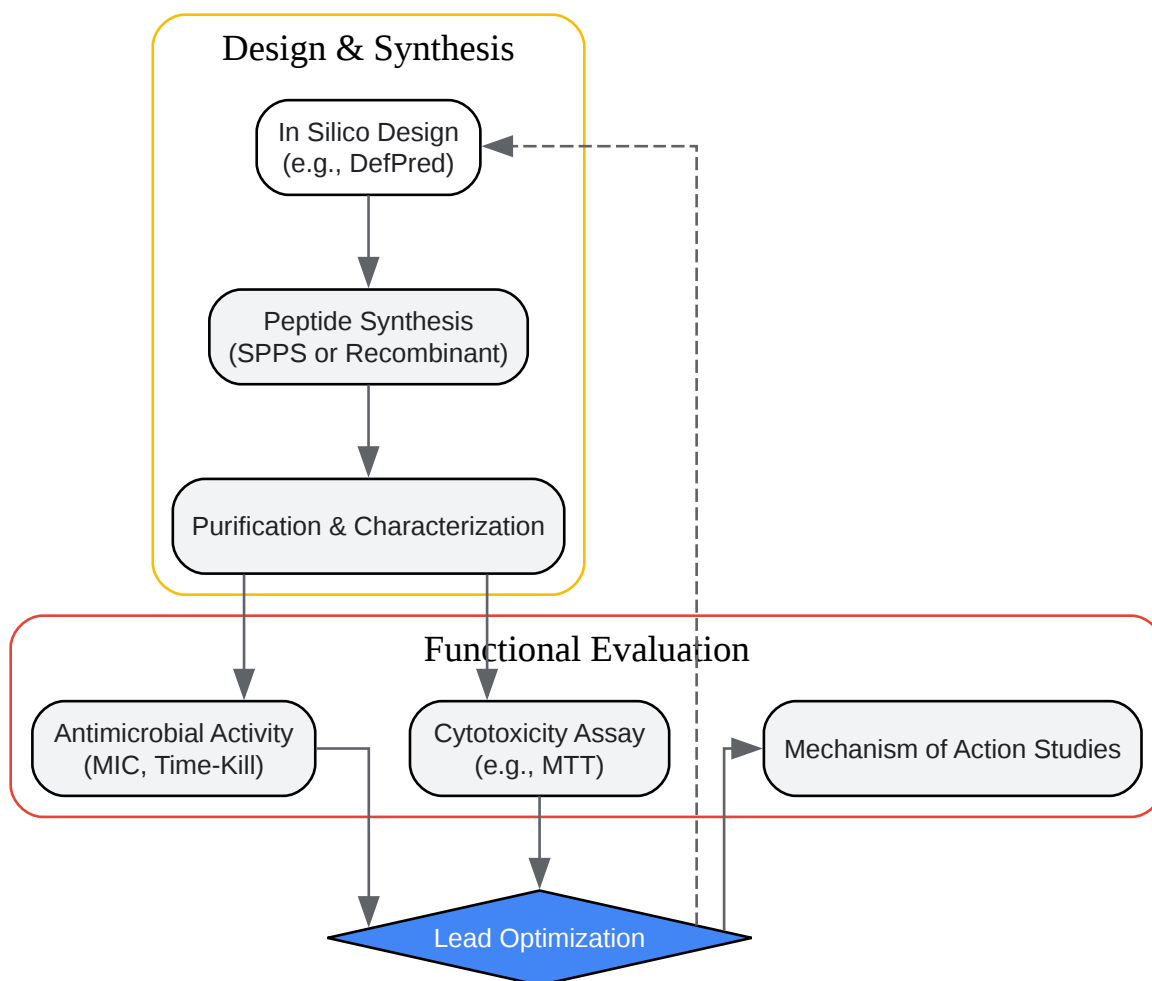 Design & Synthesis
In Silico Design
(e.g., DefPred)
Peptide Synthesis
(SPPS or Recombinant)
Purification & Characterization
Functional Evaluation
Antimicrobial Activity
(MIC, Time-Kill)
Cytotoxicity Assay
(e.g., MTT)
Mechanism of Action Studies
Lead Optimization